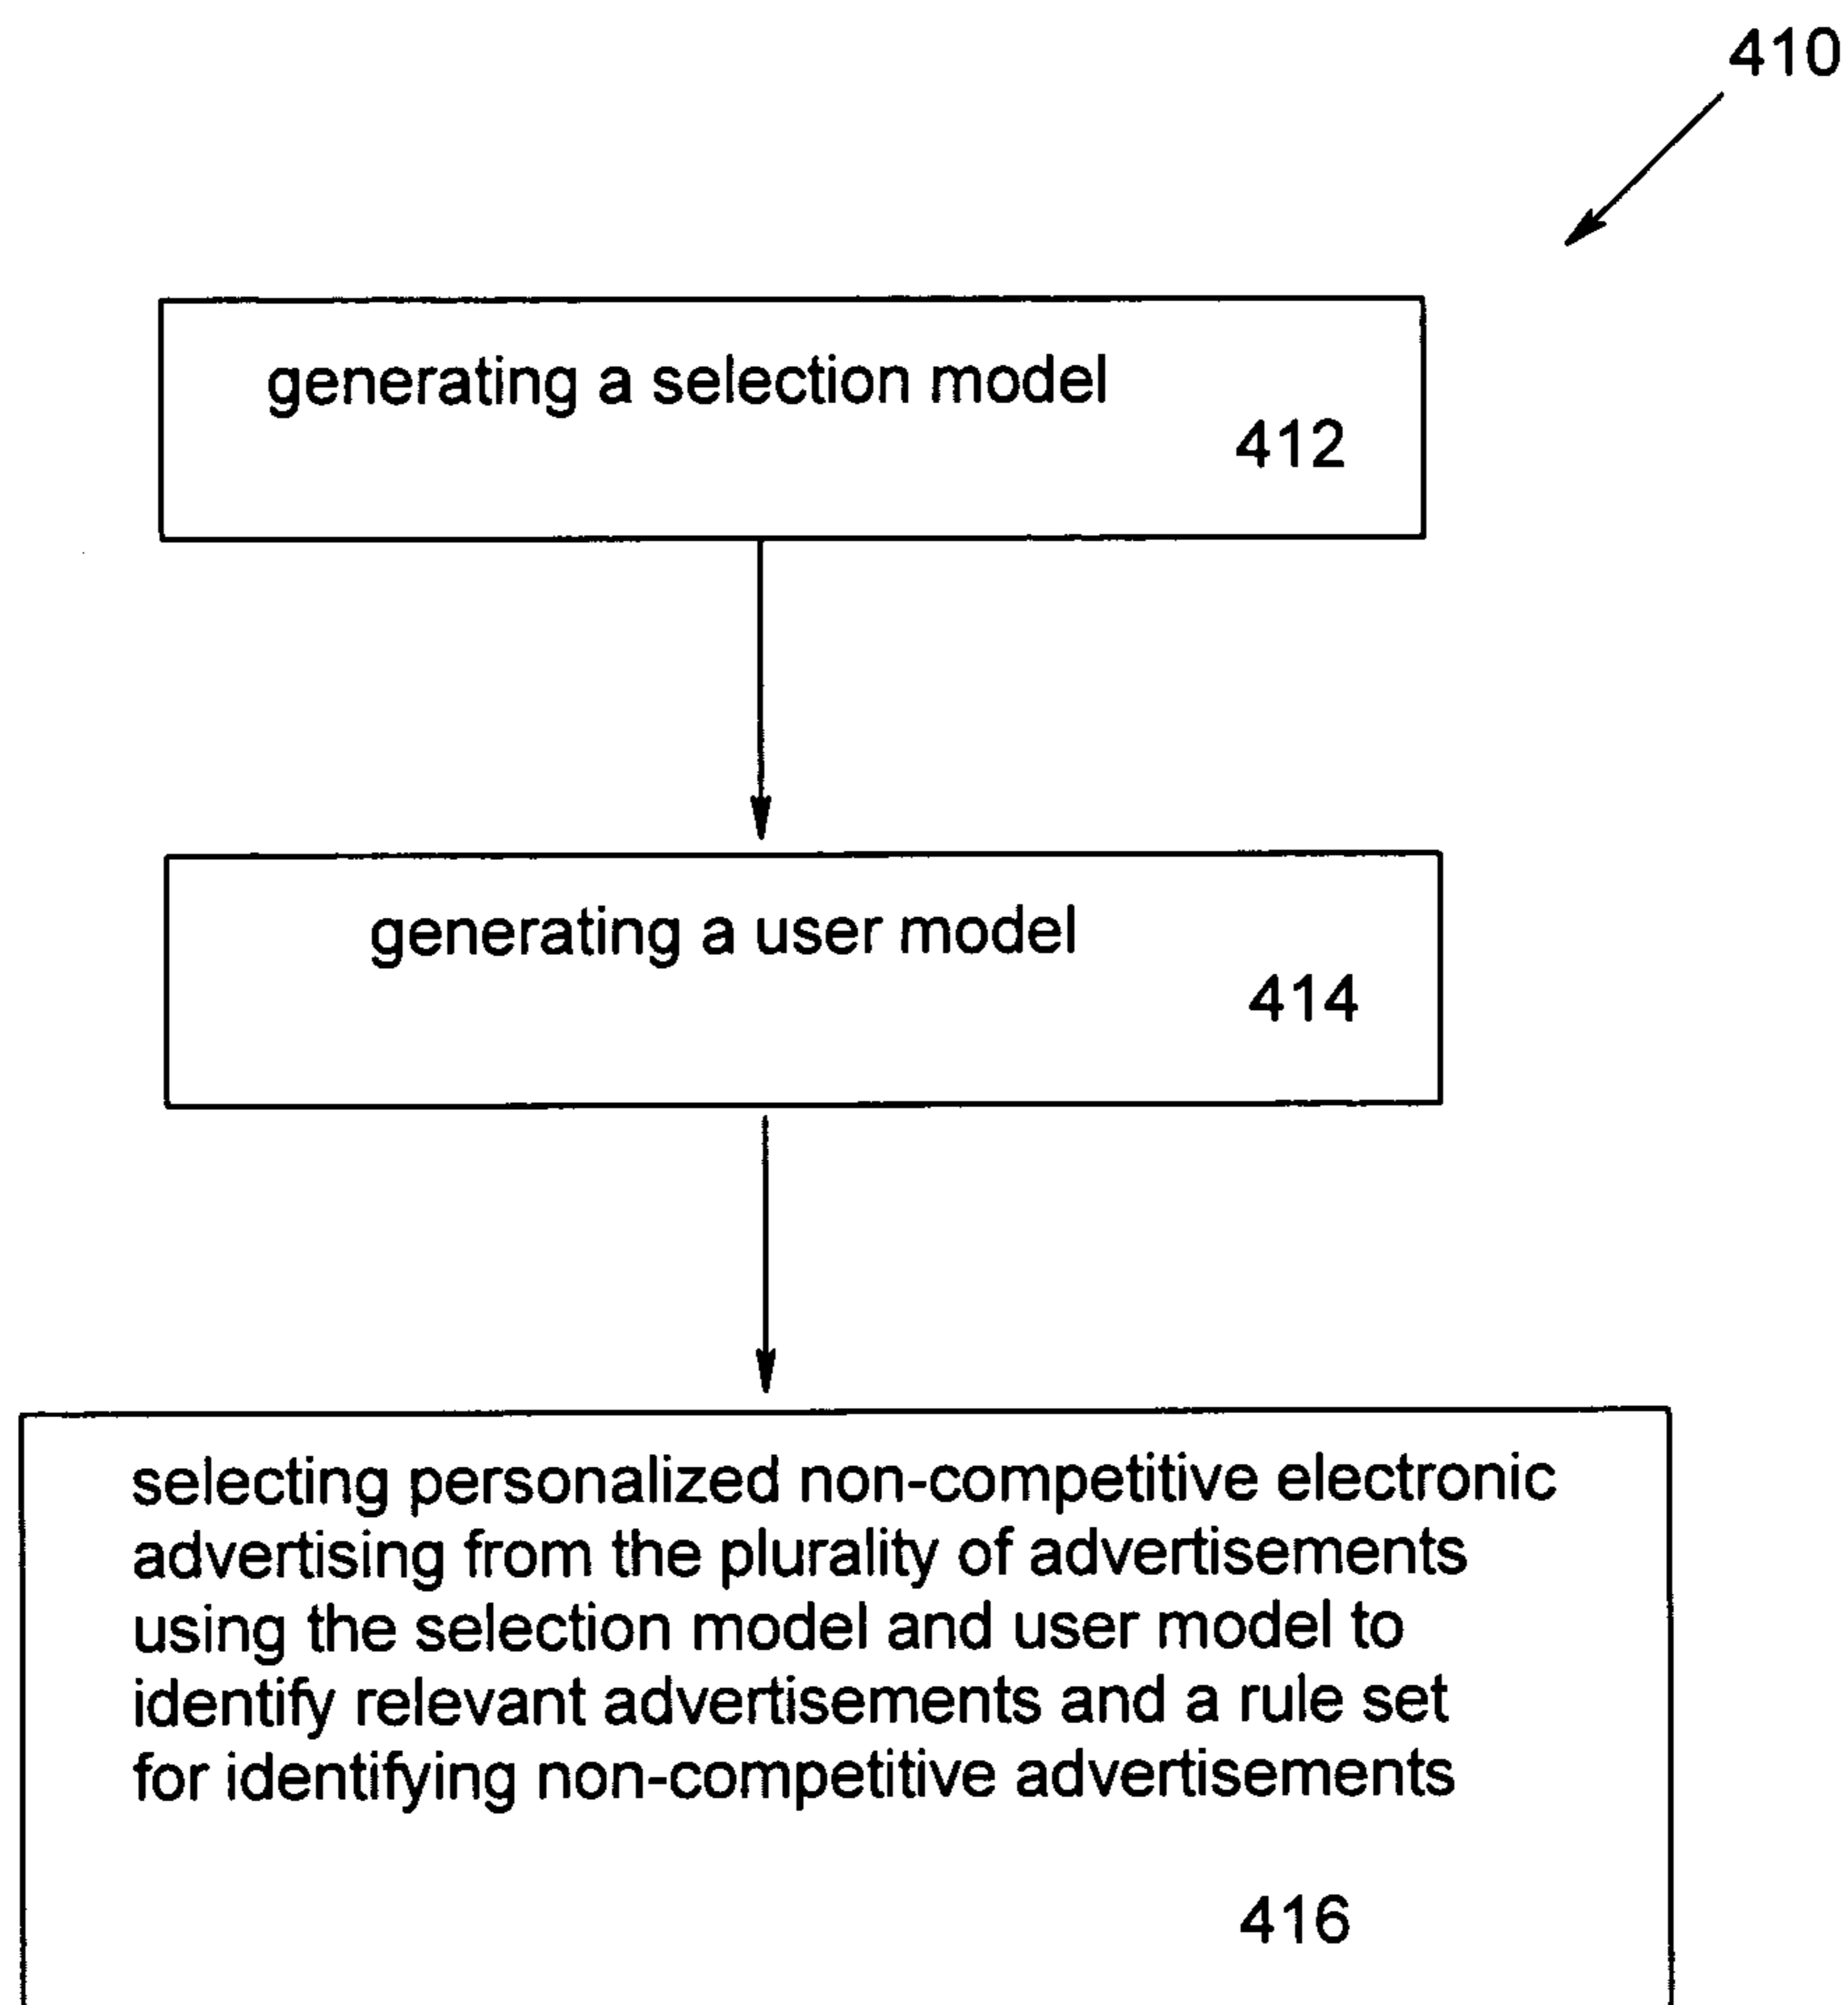 410
generating a selection model
412
generating a user model
414
selecting personalized non-competitive electronic
advertising from the plurality of advertisements
using the selection model and user model to
identify relevant advertisements and a rule set
for identifying non-competitive advertisements
416